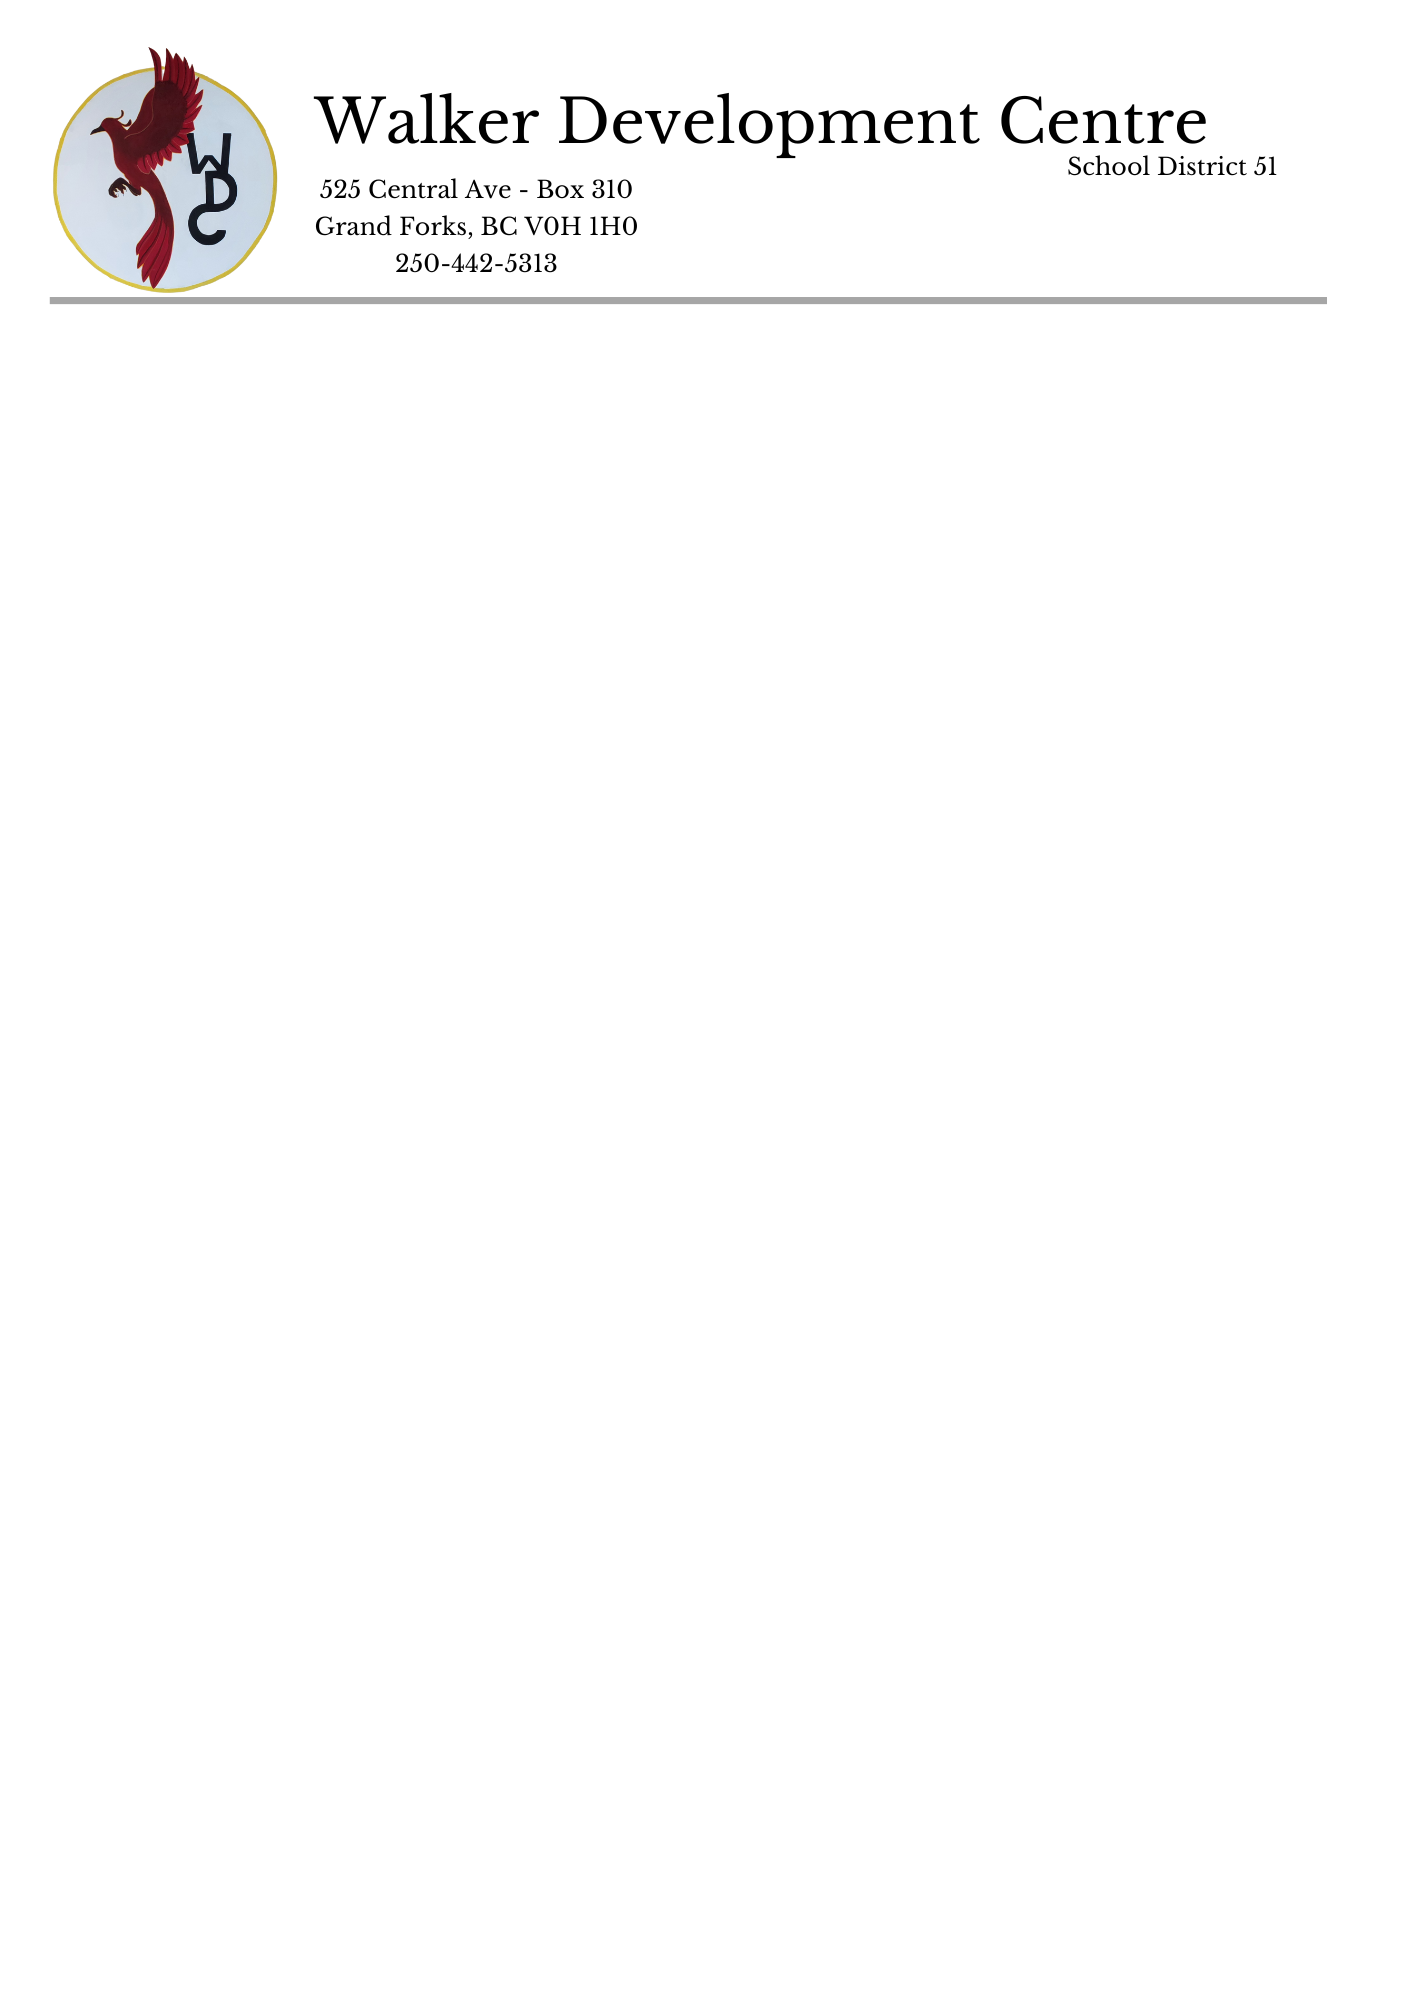 WDC
Walker Development Centre
School District 51
525 Central Ave - Box 310
Grand Forks, BC V0H 1H0
250-442-5313